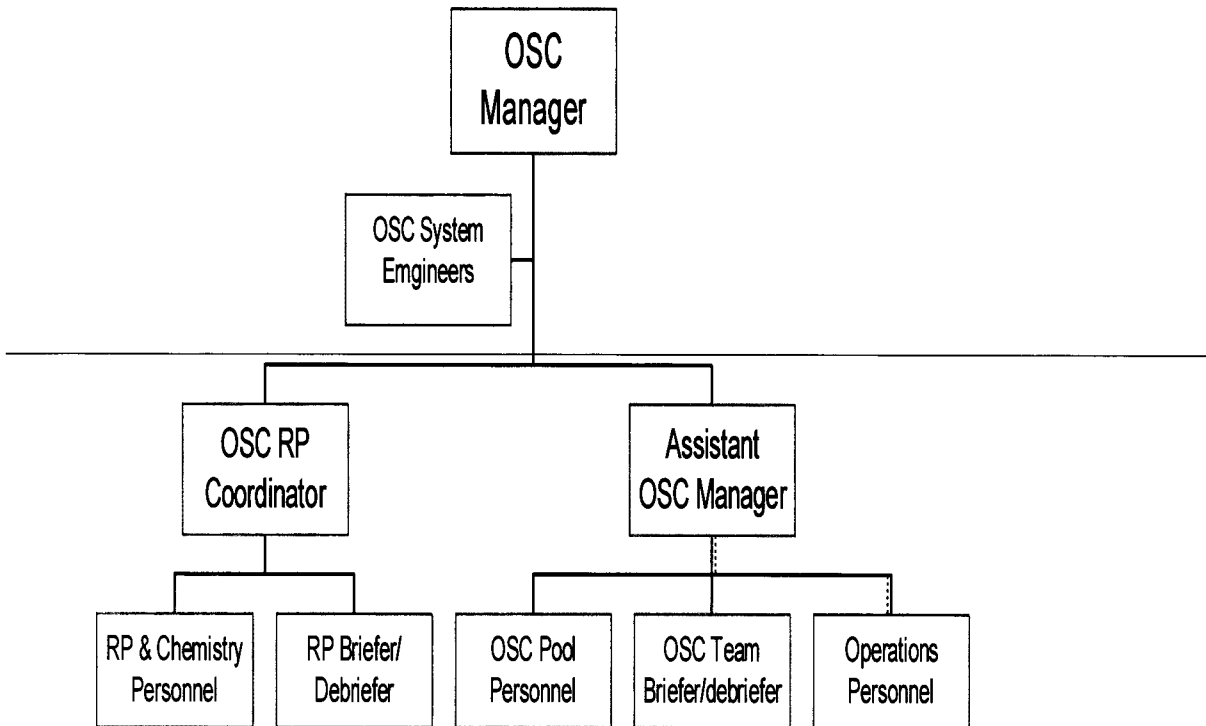 OSC
Manager
OSC System
Emgineers
OSC RP
Coordinator
Assistant
OSC Manager
RP & Chemistry
Personnel
RP Briefer/
Debriefer
OSC Pool
Personnel
OSC Team
Briefer/debriefer
Operations
Personnel